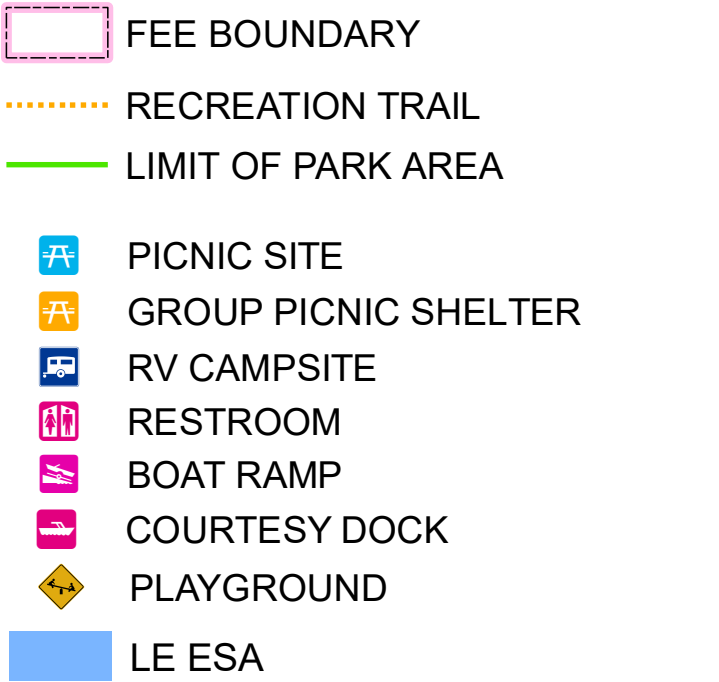 FEE BOUNDARY
RECREATION TRAIL
LIMIT OF PARK AREA
PICNIC SITE
GROUP PICNIC SHELTER
RV CAMPSITE
RESTROOM
BOAT RAMP
COURTESY DOCK
PLAYGROUND
LE ESA